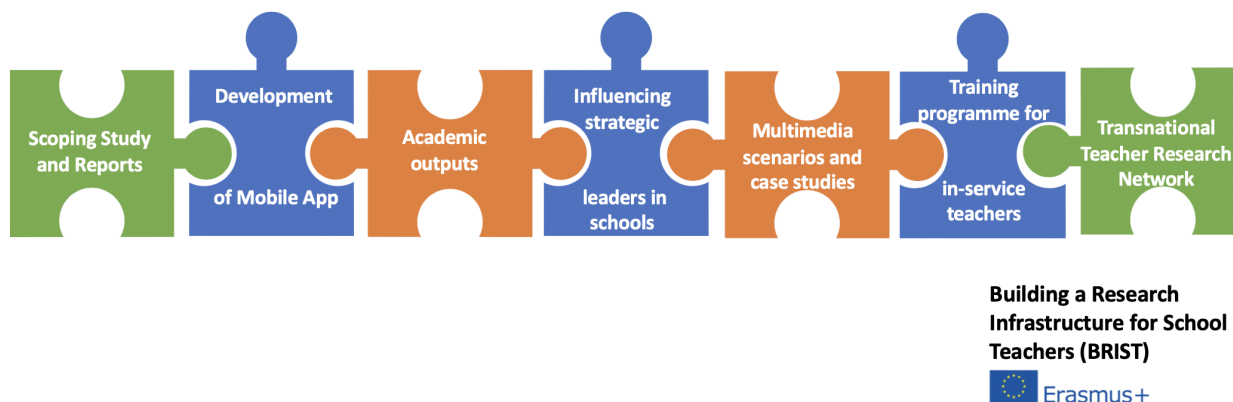 Scoping Study
and Reports
Development
of Mobile App
Academic
outputs
Influencing
strategic
leaders in
schools
Multimedia
scenarios and
case studies
Training
programme for
in-service
teachers
Transnational
Teacher Research
Network
Building a Research
Infrastructure for School
Teachers (BRIST)
Erasmus+